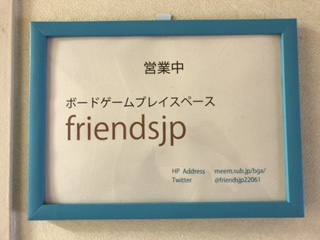 営業中
ボードゲームプレイスペース
friendsjp
HP Address meem.sub.jp/bga/
Twitter @friendsjp22061